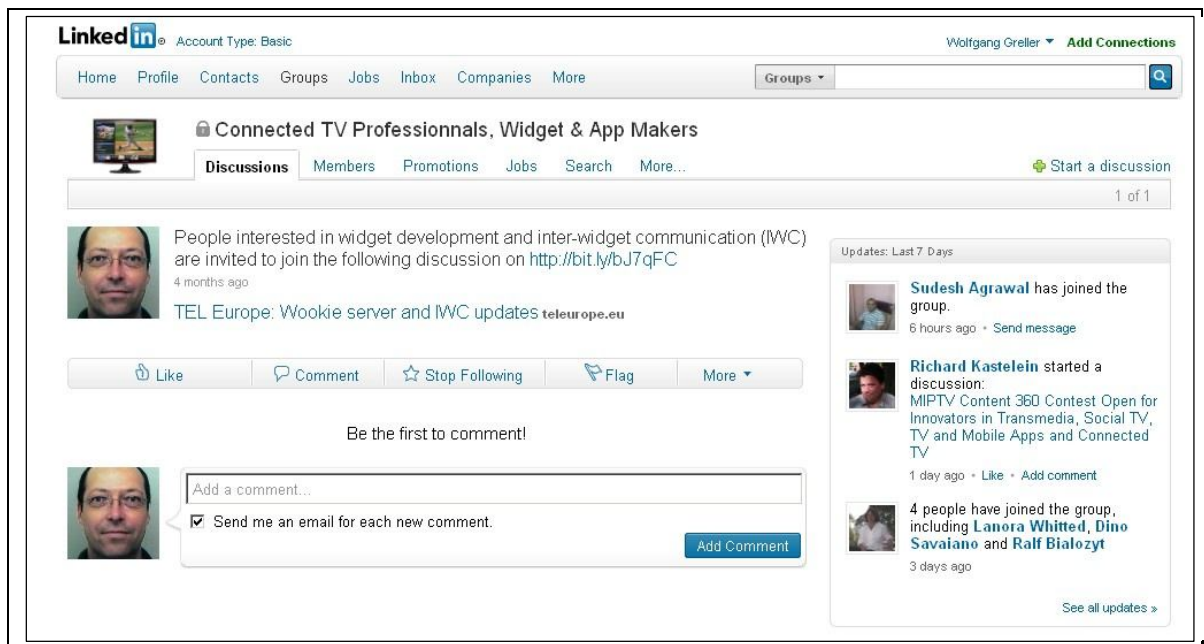 Linked in® Account Type: Basic
Wolfgang Greller Add Connections
Home Profile Contacts Groups Jobs Inbox Companies More
Groups
Connected TV Professionnals, Widget & App Makers
Discussions Members Promotions Jobs Search More...
Start a discussion
1 of 1
People interested in widget development and inter-widget communication (IWC)
are invited to join the following discussion on http://bit.ly/bJ7qFC
4 months ago
TEL Europe: Wookie server and IWC updates teleurope.eu
Like Comment Stop Following Flag More
Be the first to comment!
Add a comment...
Send me an email for each new comment.
Add Comment
Updates: Last 7 Days
Sudesh Agrawal has joined the
group.
6 hours ago • Send message
Richard Kastelein started a
discussion:
MIPTV Content 360 Contest Open for
Innovators in Transmedia, Social TV,
TV and Mobile Apps and Connected
TV
1 day ago • Like • Add comment
4 people have joined the group,
including Lanora Whitted, Dino
Savaiano and Ralf Bialozyt
3 days ago
See all updates »